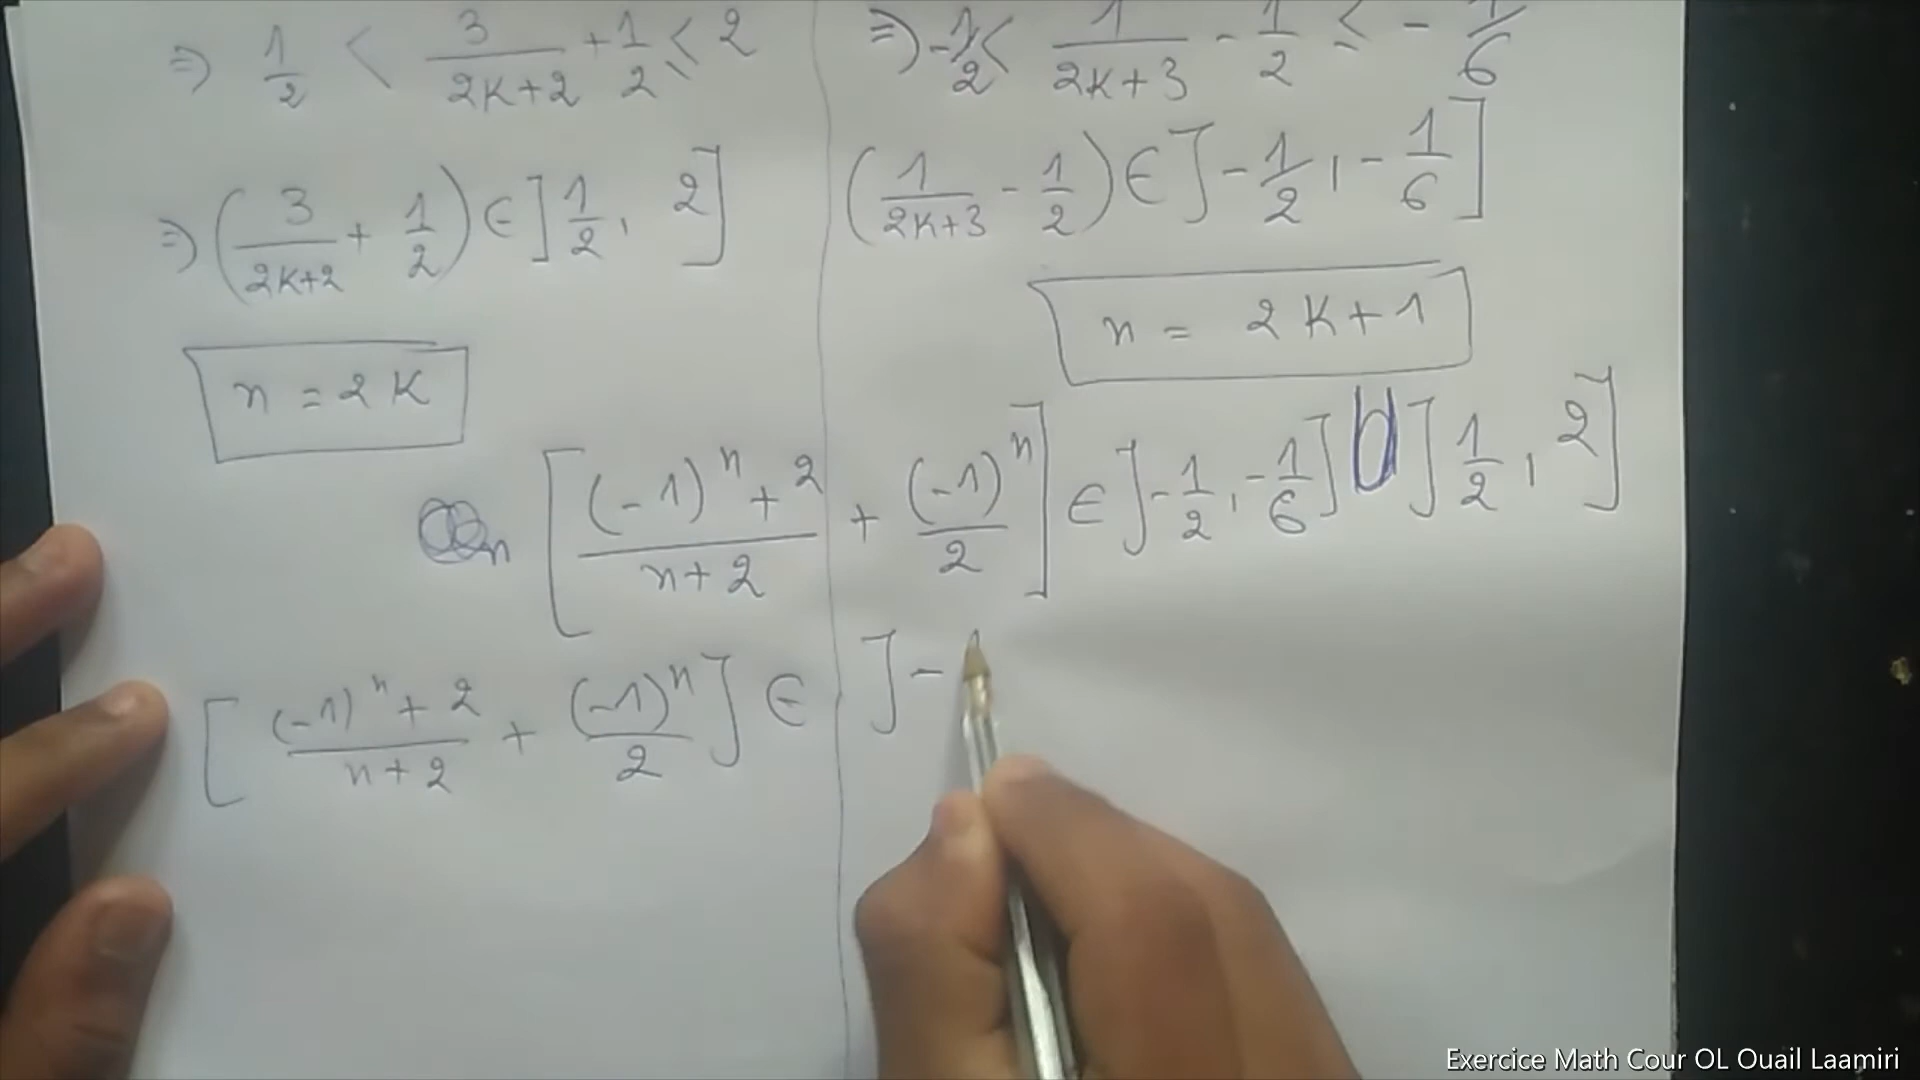 ⇒ 1/2 < 3/(2K+2) + 1/2 ≤ 2
⇒ -1/2 < 1/(2K+3) - 1/2 ≤ -1/6
⇒ (3/(2K+2) + 1/2) ∈ ]1/2, 2]
(1/(2K+3) - 1/2) ∈ ]-1/2, -1/6]
n = 2K
n = 2K+1
[((-1)^n + 2)/(n+2) + (-1)^n/2] ∈ ]-1/2, -1/6] U ]1/2, 2]
[((-1)^n + 2)/(n+2) + (-1)^n/2] ∈ ]-
Exercice Math Cour OL Ouail Laamiri